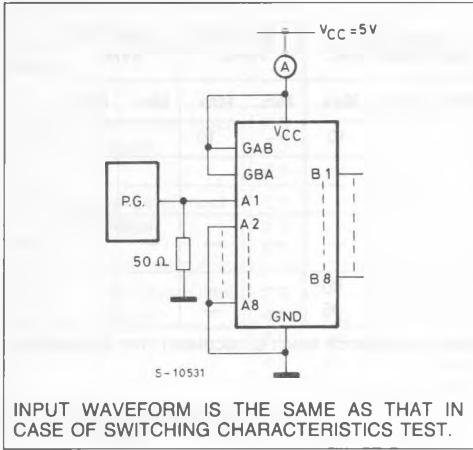 VCC=5V
A
VCC
GAB
GBA
B1
P.G.
A1
A2
50 Ω
A8
B8
GND
S-10531
INPUT WAVEFORM IS THE SAME AS THAT IN
CASE OF SWITCHING CHARACTERISTICS TEST.